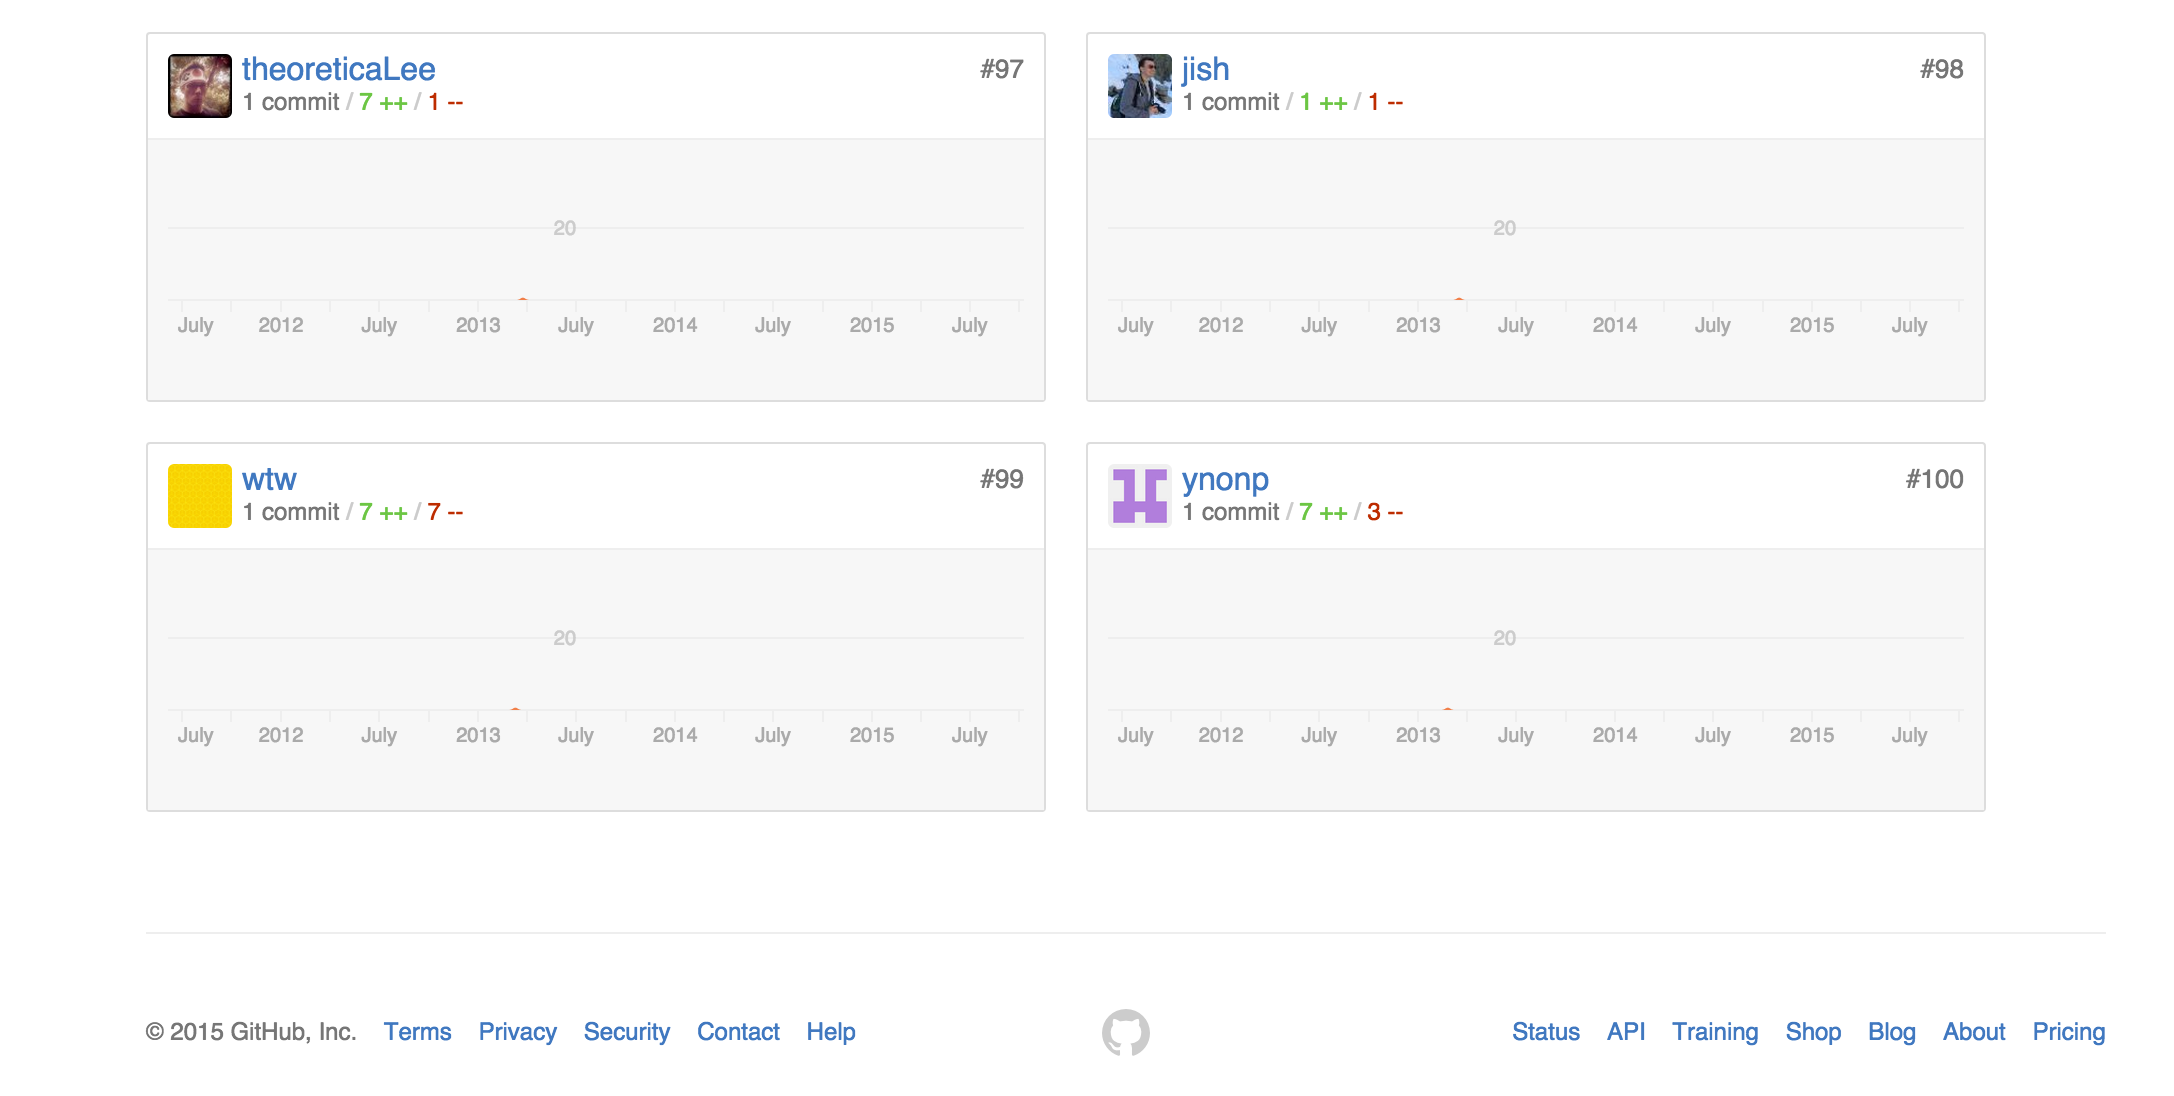 theoreticaLee #97
1 commit / 7 ++ / 1 --
20
July 2012 July 2013 July 2014 July 2015 July
jish #98
1 commit / 1 ++ / 1 --
20
July 2012 July 2013 July 2014 July 2015 July
wtw #99
1 commit / 7 ++ / 7 --
20
July 2012 July 2013 July 2014 July 2015 July
ynonp #100
1 commit / 7 ++ / 3 --
20
July 2012 July 2013 July 2014 July 2015 July
© 2015 GitHub, Inc. Terms Privacy Security Contact Help Status API Training Shop Blog About Pricing